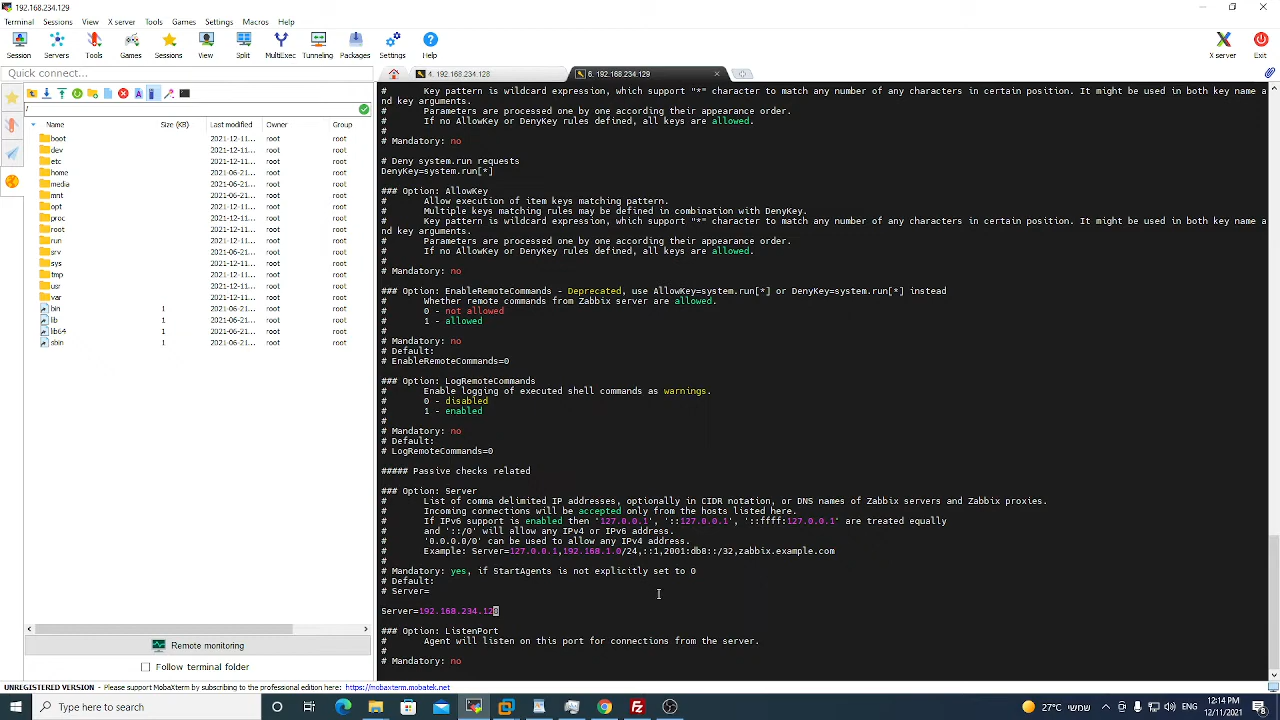 192.168.234.129
Terminal Sessions View X server Tools Games Settings Macros Help
Session Servers Tools Games Sessions View Split MultiExec Tunneling Packages Settings Help X server Exit
Quick connect...
4. 192.168.234.128
6. 192.168.234.129
/
Name Size (KB) Last modified Owner Group
boot 2021-12-11... root root
dev 2021-12-11... root root
etc 2021-12-11... root root
home 2021-12-11... root root
media 2021-06-21... root root
mnt 2021-06-21... root root
opt 2021-12-11... root root
proc 2021-12-11... root root
root 2021-12-11... root root
run 2021-12-11... root root
srv 2021-06-21... root root
sys 2021-12-11... root root
tmp 2021-12-11... root root
usr 2021-12-11... root root
var 2021-12-11... root root
bin 1 2021-06-21... root root
lib 1 2021-06-21... root root
lib64 1 2021-06-21... root root
sbin 1 2021-06-21... root root
Remote monitoring
Follow terminal folder
# Key pattern is wildcard expression, which support "*" character to match any number of any characters in certain position. It might be used in both key name a
nd key arguments.
# Parameters are processed one by one according their appearance order.
# If no AllowKey or DenyKey rules defined, all keys are allowed.
#
# Mandatory: no
# Deny system.run requests
DenyKey=system.run[*]
### Option: AllowKey
# Allow execution of item keys matching pattern.
# Multiple keys matching rules may be defined in combination with DenyKey.
# Key pattern is wildcard expression, which support "*" character to match any number of any characters in certain position. It might be used in both key name a
nd key arguments.
# Parameters are processed one by one according their appearance order.
# If no AllowKey or DenyKey rules defined, all keys are allowed.
#
# Mandatory: no
### Option: EnableRemoteCommands - Deprecated, use AllowKey=system.run[*] or DenyKey=system.run[*] instead
# Whether remote commands from Zabbix server are allowed.
# 0 - not allowed
# 1 - allowed
#
# Mandatory: no
# Default:
# EnableRemoteCommands=0
### Option: LogRemoteCommands
# Enable logging of executed shell commands as warnings.
# 0 - disabled
# 1 - enabled
#
# Mandatory: no
# Default:
# LogRemoteCommands=0
##### Passive checks related
### Option: Server
# List of comma delimited IP addresses, optionally in CIDR notation, or DNS names of Zabbix servers and Zabbix proxies.
# Incoming connections will be accepted only from the hosts listed here.
# If IPv6 support is enabled then '127.0.0.1', '::127.0.0.1', '::ffff:127.0.0.1' are treated equally
# and '::/0' will allow any IPv4 or IPv6 address.
# '0.0.0.0/0' can be used to allow any IPv4 address.
# Example: Server=127.0.0.1,192.168.1.0/24,::1,2001:db8::/32,zabbix.example.com
#
# Mandatory: yes, if StartAgents is not explicitly set to 0
# Default:
# Server=
Server=192.168.234.128
### Option: ListenPort
# Agent will listen on this port for connections from the server.
#
# Mandatory: no
UNREGISTERED VERSION - Please support MobaXterm by subscribing to the professional edition here: https://mobaxterm.mobatek.net
Type here to search
27°C שמשי
ENG
12:14 PM
12/11/2021